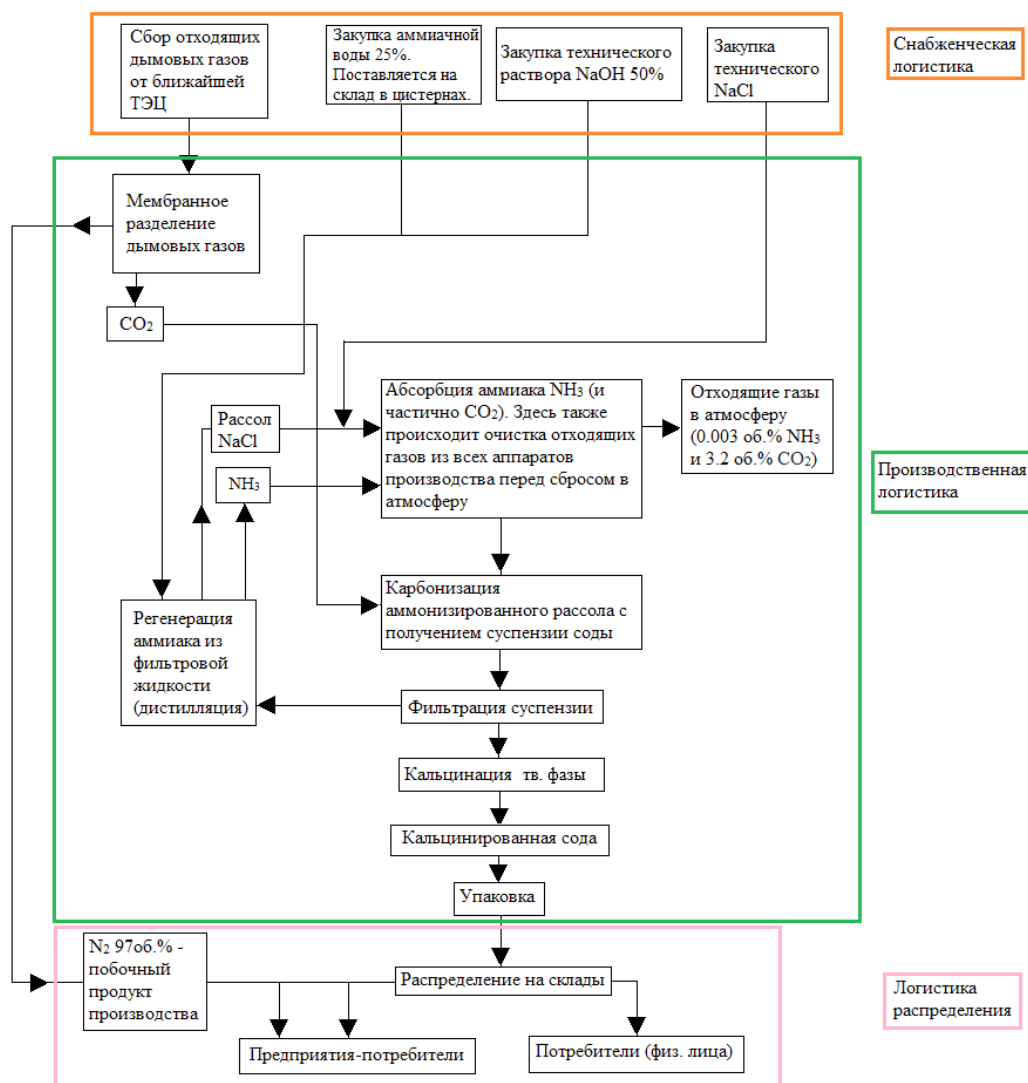 Сбор отходящих
дымовых газов
от ближайшей
ТЭЦ
Закупка аммиачной
воды 25%.
Поставляется на
склад в цистернах.
Закупка технического
раствора NaOH 50%
Закупка
технического
NaCl
Снабженческая
логистика
Мембранное
разделение
дымовых газов
CO₂
Рассол
NaCl
NH₃
Абсорбция аммиака NH₃ (и
частично CO₂). Здесь также
происходит очистка отходящих
газов из всех аппаратов
производства перед сбросом в
атмосферу
Отходящие газы
в атмосферу
(0.003 об.% NH₃
и 3.2 об.% CO₂)
Производственная
логистика
Карбонизация
аммонизированного рассола с
получением суспензии соды
Регенерация
аммиака из
фильтровой
жидкости
(дистилляция)
Фильтрация суспензии
Кальцинация тв. фазы
Кальцинированная сода
Упаковка
N₂ 97об.% -
побочный
продукт
производства
Распределение на склады
Логистика
распределения
Предприятия-потребители
Потребители (физ. лица)